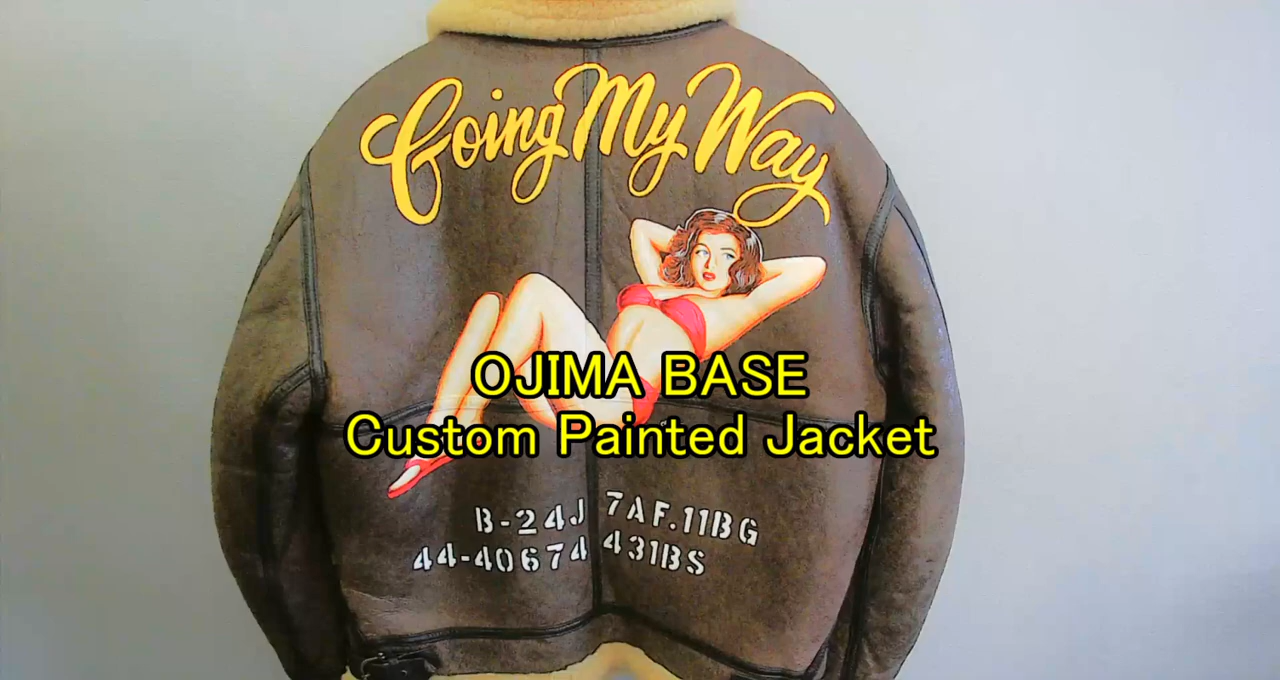 Going My Way
OJIMA BASE
Custom Painted Jacket
B-24J 7AF.11BG
44-40674 431BS